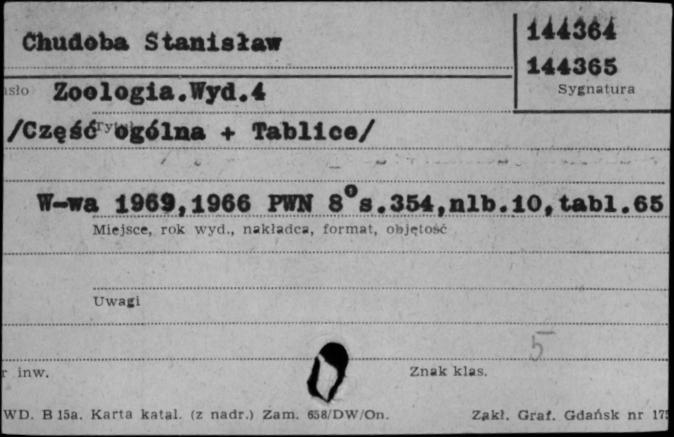 Chudoba Stanisław
144364
144365
Sygnatura
Zoologia.Wyd.4
/Część ogólna + Tablice/
W-wa 1969,1966 PWN 8° s.354,nlb.10,tabl.65
Miejsce, rok wyd., nakładca, format, objętość
Uwagi
5
r inw.
Znak klas.
WD. B 15a. Karta katal. (z nadr.) Zam. 658/DW/On.
Zakł. Graf. Gdańsk nr 175